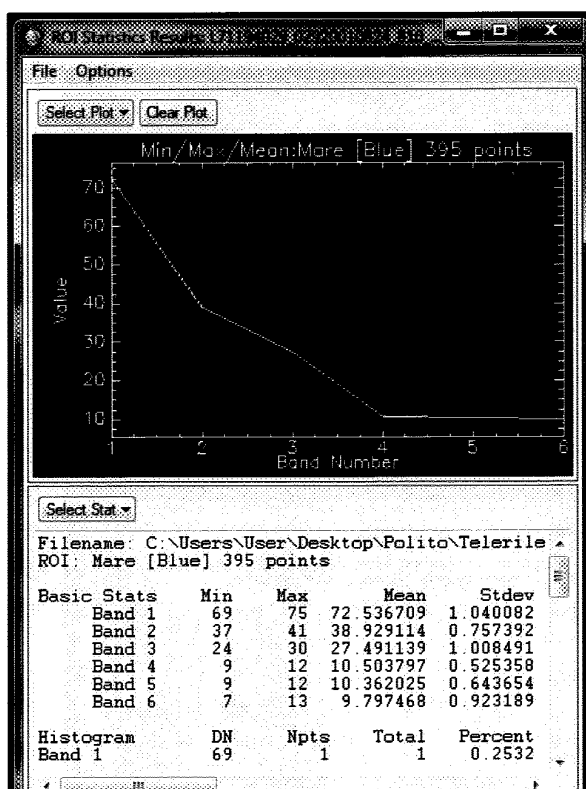 ROI Statistics Results:
File Options
Select Plot Clear Plot
Min/Max/Mean:Mare [Blue] 395 points
70
60
50
40
30
20
10
Value
1 2 3 4 5 6
Band Number
Select Stat
Filename: C:\Users\User\Desktop\Polito\Telerile
ROI: Mare [Blue] 395 points
Basic Stats Min Max Mean Stdev
Band 1 69 75 72.536709 1.040082
Band 2 37 41 38.929114 0.757392
Band 3 24 30 27.491139 1.008491
Band 4 9 12 10.503797 0.525358
Band 5 9 12 10.362025 0.643654
Band 6 7 13 9.797468 0.923189
Histogram DN Npts Total Percent
Band 1 69 1 1 0.2532